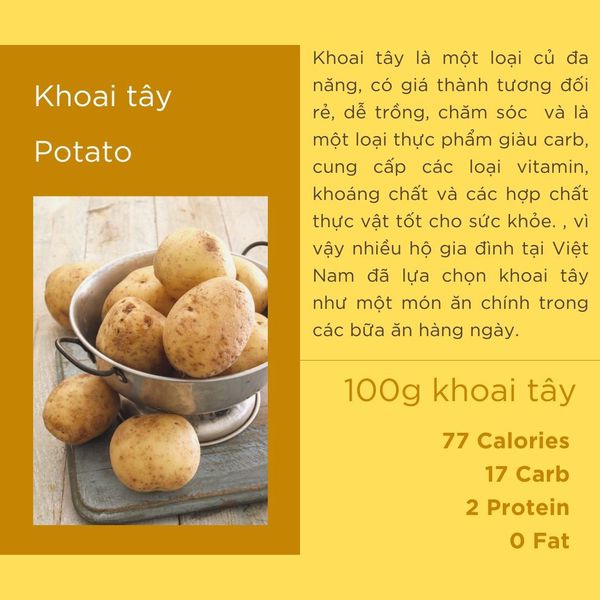 Khoai tây
Potato
Khoai tây là một loại củ đa
năng, có giá thành tương đối
rẻ, dễ trồng, chăm sóc và là
một loại thực phẩm giàu carb,
cung cấp các loại vitamin,
khoáng chất và các hợp chất
thực vật tốt cho sức khỏe. , vì
vậy nhiều hộ gia đình tại Việt
Nam đã lựa chọn khoai tây
như một món ăn chính trong
các bữa ăn hàng ngày.
100g khoai tây
77 Calories
17 Carb
2 Protein
0 Fat